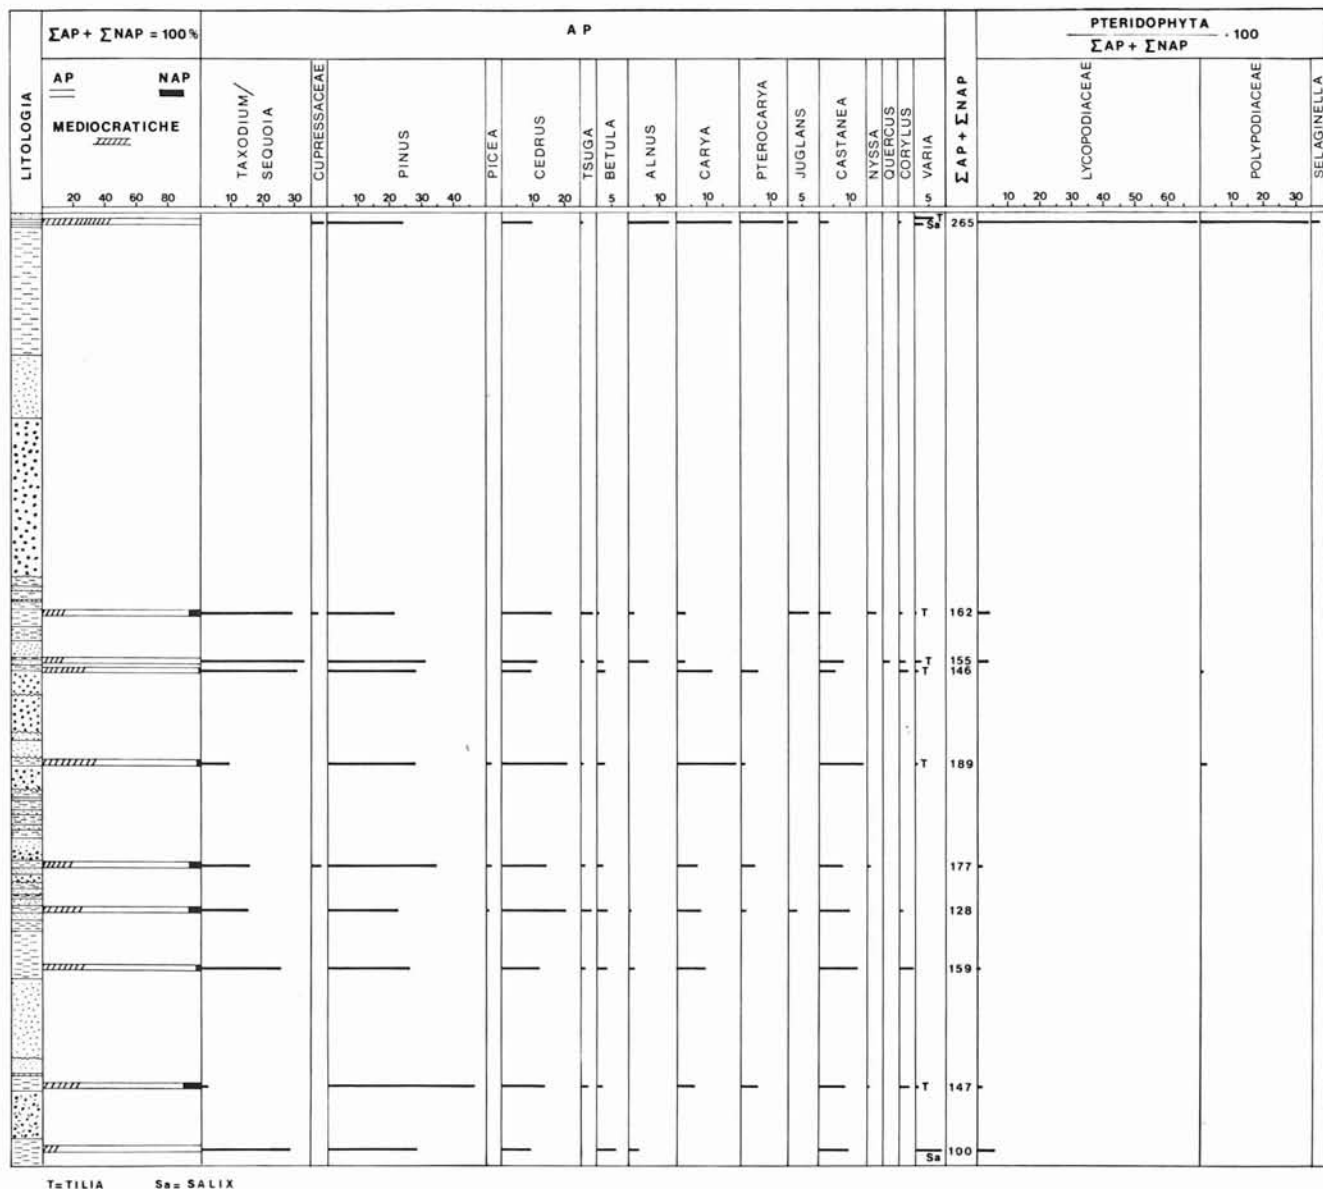 ΣAP + ΣNAP = 100%
AP
PTERIDOPHYTA
ΣAP + ΣNAP
· 100
LITOLOGIA
AP
NAP
MEDIOCRATICHE
TAXODIUM/
SEQUOIA
CUPRESSACEAE
PINUS
PICEA
CEDRUS
TSUGA
BETULA
ALNUS
CARYA
PTEROCARYA
JUGLANS
CASTANEA
NYSSA
QUERCUS
CORYLUS
VARIA
ΣAP + ΣNAP
LYCOPODIACEAE
POLYPODIACEAE
SELAGINELLA
20 40 60 80 10 20 30 10 20 30 40 10 20 5 10 10 10 5 10 5 10 20 30 40 50 60 10 20 30
T
Sa 265
162
T
155
T
146
T
189
T
177
128
159
147
T
100
Sa
T=TILIA Sa= SALIX